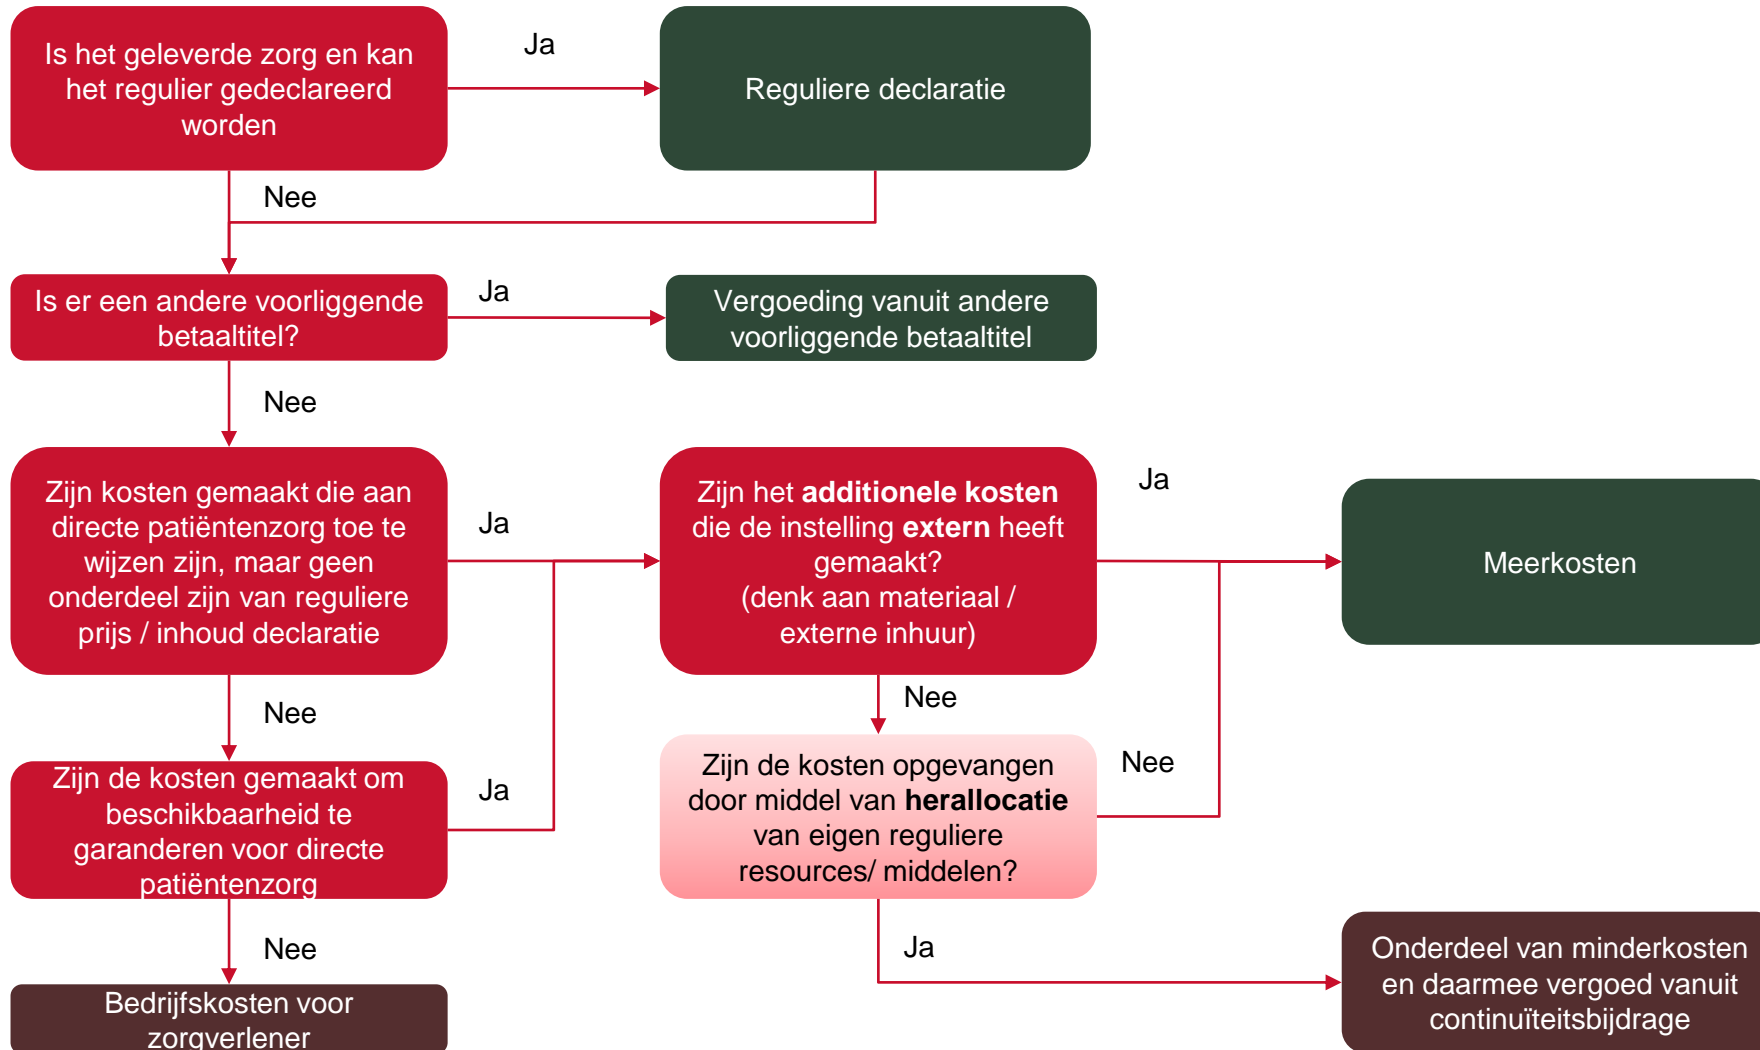 Is het geleverde zorg en kan
het regulier gedeclareerd
worden
Ja
Reguliere declaratie
Nee
Is er een andere voorliggende
betaaltitel?
Ja
Vergoeding vanuit andere
voorliggende betaaltitel
Nee
Zijn kosten gemaakt die aan
directe patiëntenzorg toe te
wijzen zijn, maar geen
onderdeel zijn van reguliere
prijs / inhoud declaratie
Ja
Zijn het additionele kosten
die de instelling extern heeft
gemaakt?
(denk aan materiaal /
externe inhuur)
Ja
Meerkosten
Nee
Nee
Zijn de kosten gemaakt om
beschikbaarheid te
garanderen voor directe
patiëntenzorg
Ja
Zijn de kosten opgevangen
door middel van herallocatie
van eigen reguliere
resources/ middelen?
Nee
Nee
Ja
Bedrijfskosten voor
zorgverlener
Onderdeel van minderkosten
en daarmee vergoed vanuit
continuïteitsbijdrage